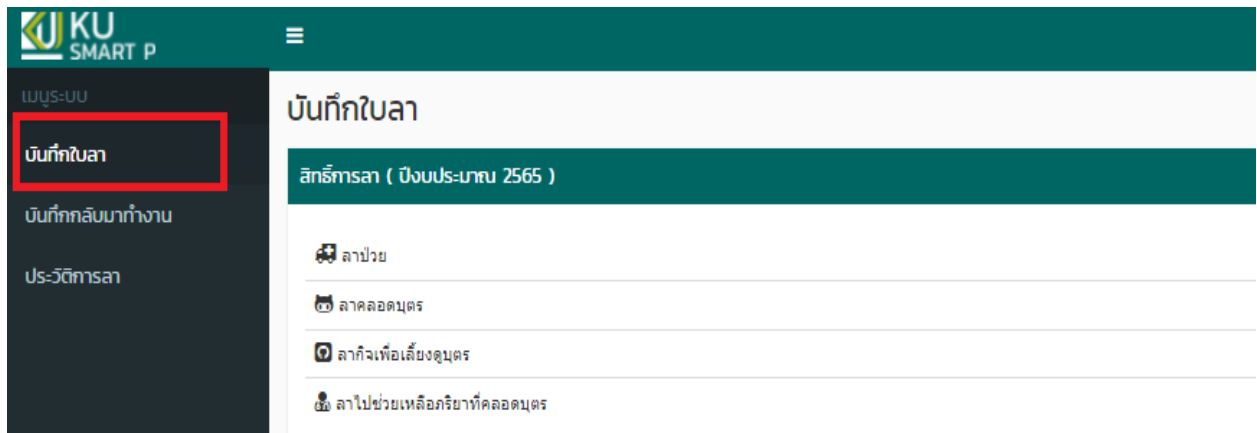 KU
SMART P
เมนูระบบ
บันทึกใบลา
บันทึกกลับมาทำงาน
ประวัติการลา
บันทึกใบลา
สิทธิ์การลา ( ปีงบประมาณ 2565 )
ลาป่วย
ลาคลอดบุตร
ลากิจเพื่อเลี้ยงดูบุตร
ลาไปช่วยเหลือภริยาที่คลอดบุตร